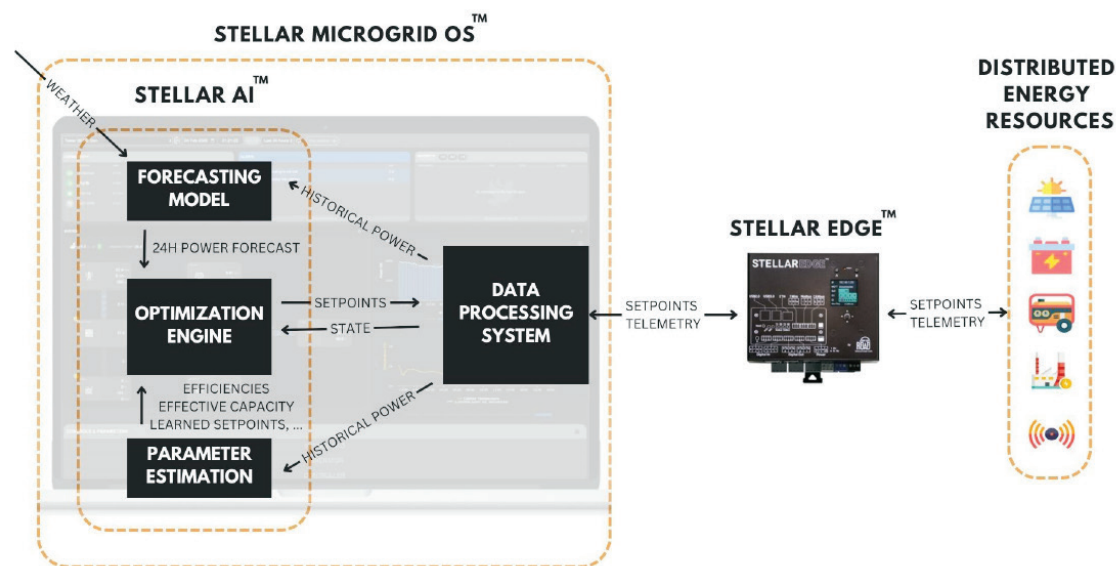 STELLAR MICROGRID OS™
STELLAR AI™
WEATHER
FORECASTING
MODEL
24H POWER FORECAST
OPTIMIZATION
ENGINE
EFFICIENCIES
EFFECTIVE CAPACITY
LEARNED SETPOINTS, ...
PARAMETER
ESTIMATION
HISTORICAL POWER
SETPOINTS
STATE
HISTORICAL POWER
DATA
PROCESSING
SYSTEM
SETPOINTS
TELEMETRY
STELLAR EDGE™
STELLAREDGE
SETPOINTS
TELEMETRY
DISTRIBUTED
ENERGY
RESOURCES